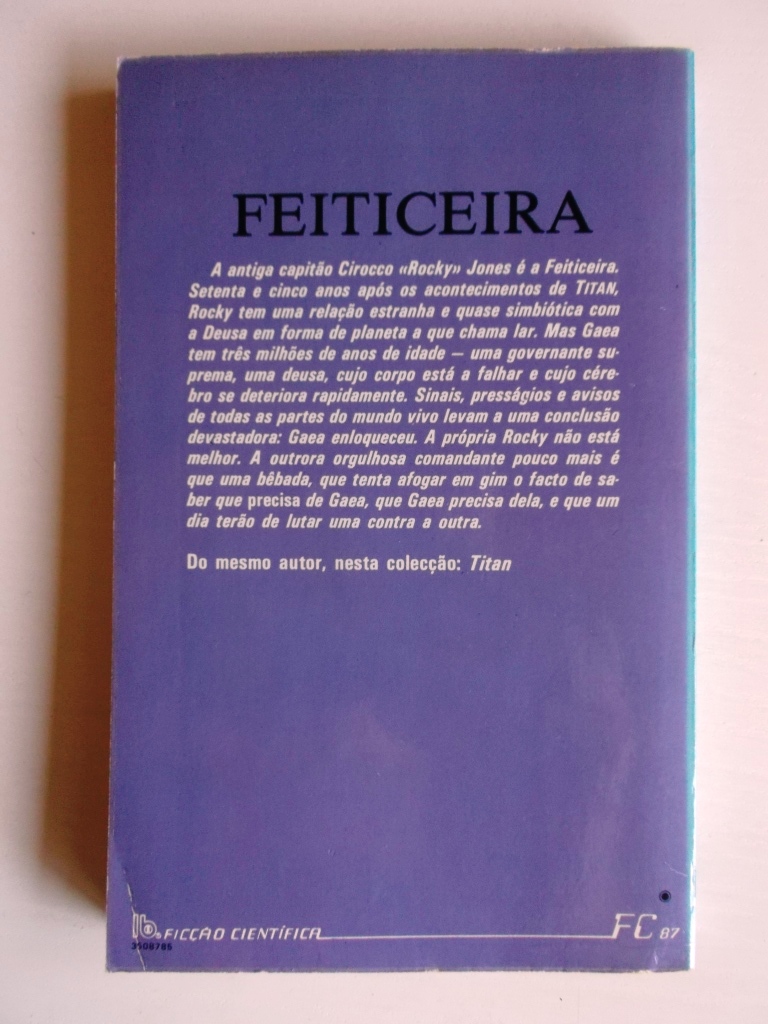 FEITICEIRA
A antiga capitão Cirocco «Rocky» Jones é a Feiticeira.
Setenta e cinco anos após os acontecimentos de TITAN,
Rocky tem uma relação estranha e quase simbiótica com
a Deusa em forma de planeta a que chama lar. Mas Gaea
tem três milhões de anos de idade — uma governante su-
prema, uma deusa, cujo corpo está a falhar e cujo cére-
bro se deteriora rapidamente. Sinais, presságios e avisos
de todas as partes do mundo vivo levam a uma conclusão
devastadora: Gaea enloqueceu. A própria Rocky não está
melhor. A outrora orgulhosa comandante pouco mais é
que uma bêbada, que tenta afogar em gim o facto de sa-
ber que precisa de Gaea, que Gaea precisa dela, e que um
dia terão de lutar uma contra a outra.
Do mesmo autor, nesta colecção: Titan
lb. FICÇÃO CIENTÍFICA FC 87
3508785